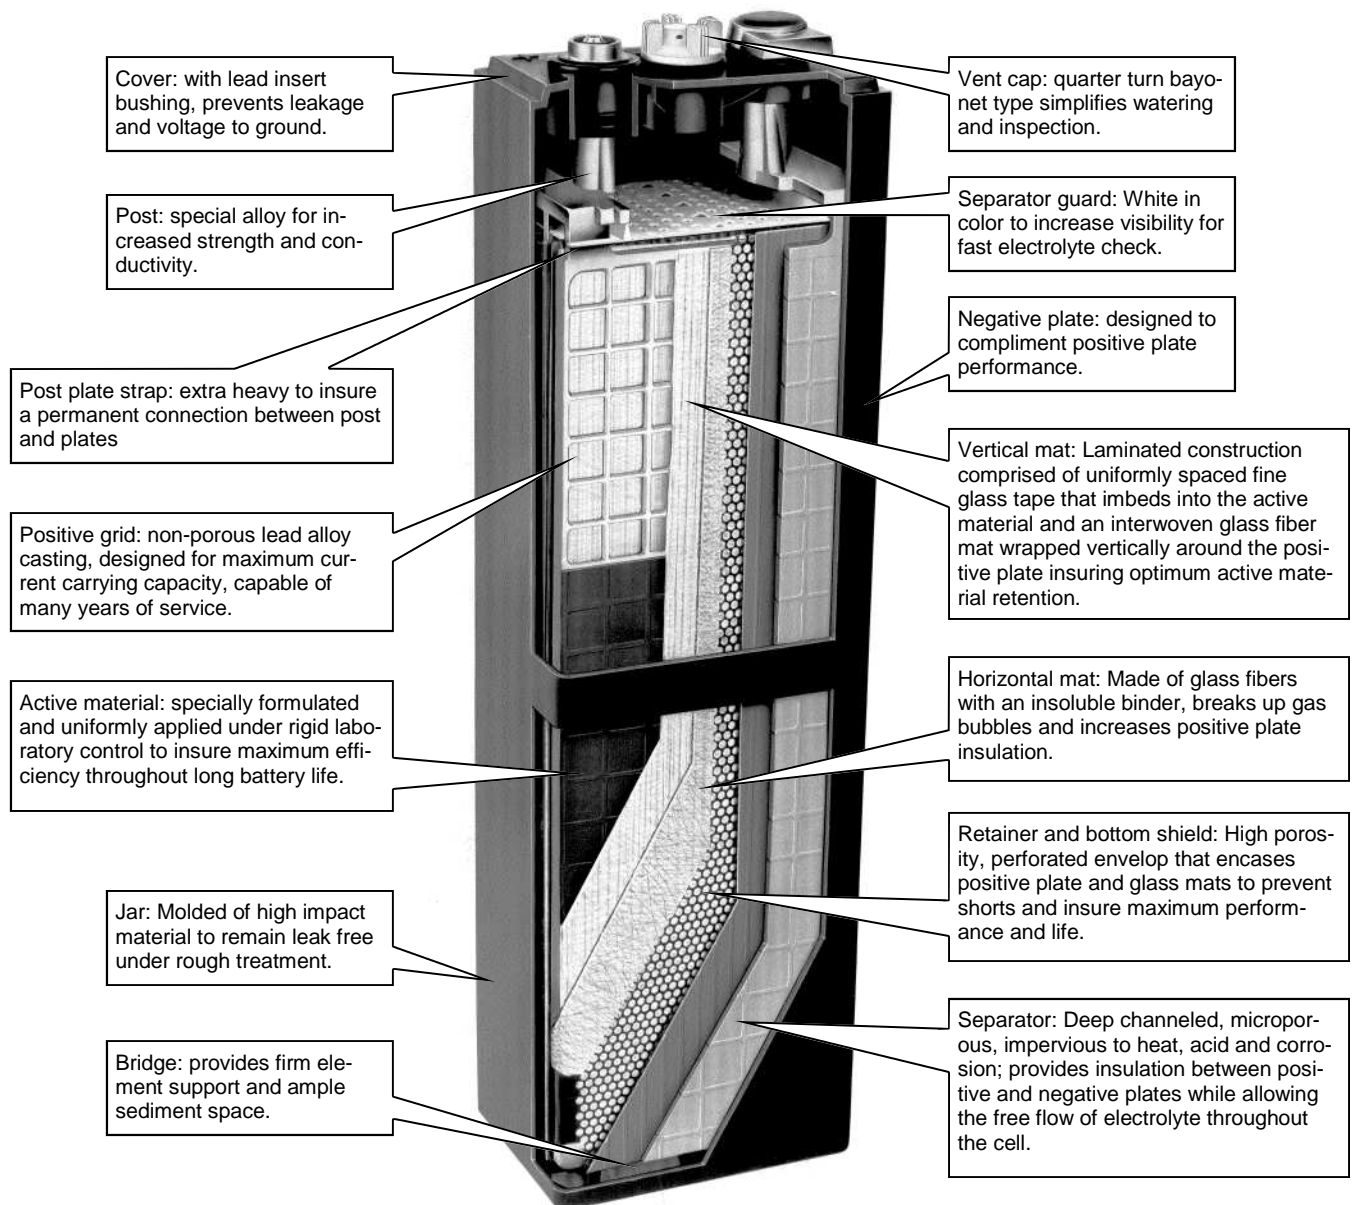 Cover: with lead insert
bushing, prevents leakage
and voltage to ground.
Post: special alloy for in-
creased strength and con-
ductivity.
Post plate strap: extra heavy to insure
a permanent connection between post
and plates
Positive grid: non-porous lead alloy
casting, designed for maximum cur-
rent carrying capacity, capable of
many years of service.
Active material: specially formulated
and uniformly applied under rigid labo-
ratory control to insure maximum effi-
ciency throughout long battery life.
Jar: Molded of high impact
material to remain leak free
under rough treatment.
Bridge: provides firm ele-
ment support and ample
sediment space.
Vent cap: quarter turn bayo-
net type simplifies watering
and inspection.
Separator guard: White in
color to increase visibility for
fast electrolyte check.
Negative plate: designed to
compliment positive plate
performance.
Vertical mat: Laminated construction
comprised of uniformly spaced fine
glass tape that imbeds into the active
material and an interwoven glass fiber
mat wrapped vertically around the posi-
tive plate insuring optimum active mate-
rial retention.
Horizontal mat: Made of glass fibers
with an insoluble binder, breaks up gas
bubbles and increases positive plate
insulation.
Retainer and bottom shield: High poros-
ity, perforated envelop that encases
positive plate and glass mats to prevent
shorts and insure maximum perform-
ance and life.
Separator: Deep channeled, micropor-
ous, impervious to heat, acid and corro-
sion; provides insulation between posi-
tive and negative plates while allowing
the free flow of electrolyte throughout
the cell.